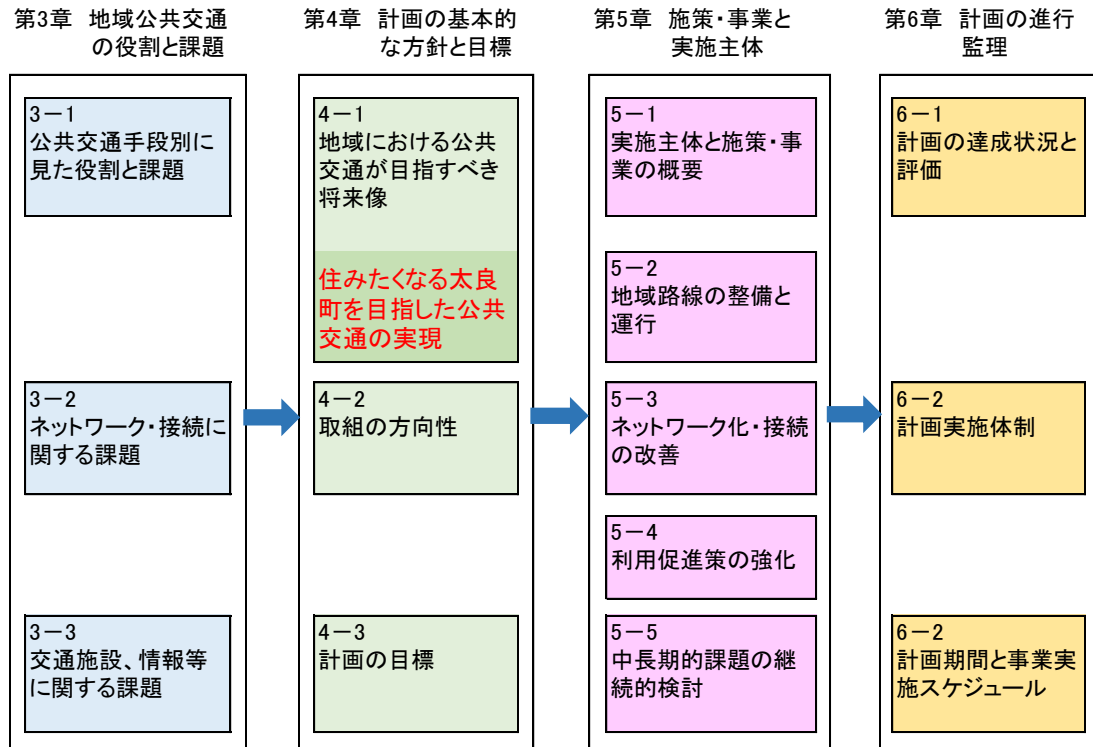 第3章 地域公共交通
の役割と課題
3－1
公共交通手段別に
見た役割と課題
3－2
ネットワーク・接続に
関する課題
3－3
交通施設、情報等
に関する課題
第4章 計画の基本的
な方針と目標
4－1
地域における公共
交通が目指すべき
将来像
住みたくなる太良
町を目指した公共
交通の実現
4－2
取組の方向性
4－3
計画の目標
第5章 施策・事業と
実施主体
5－1
実施主体と施策・事
業の概要
5－2
地域路線の整備と
運行
5－3
ネットワーク化・接続
の改善
5－4
利用促進策の強化
5－5
中長期的課題の継
続的検討
第6章 計画の進行
監理
6－1
計画の達成状況と
評価
6－2
計画実施体制
6－2
計画期間と事業実
施スケジュール